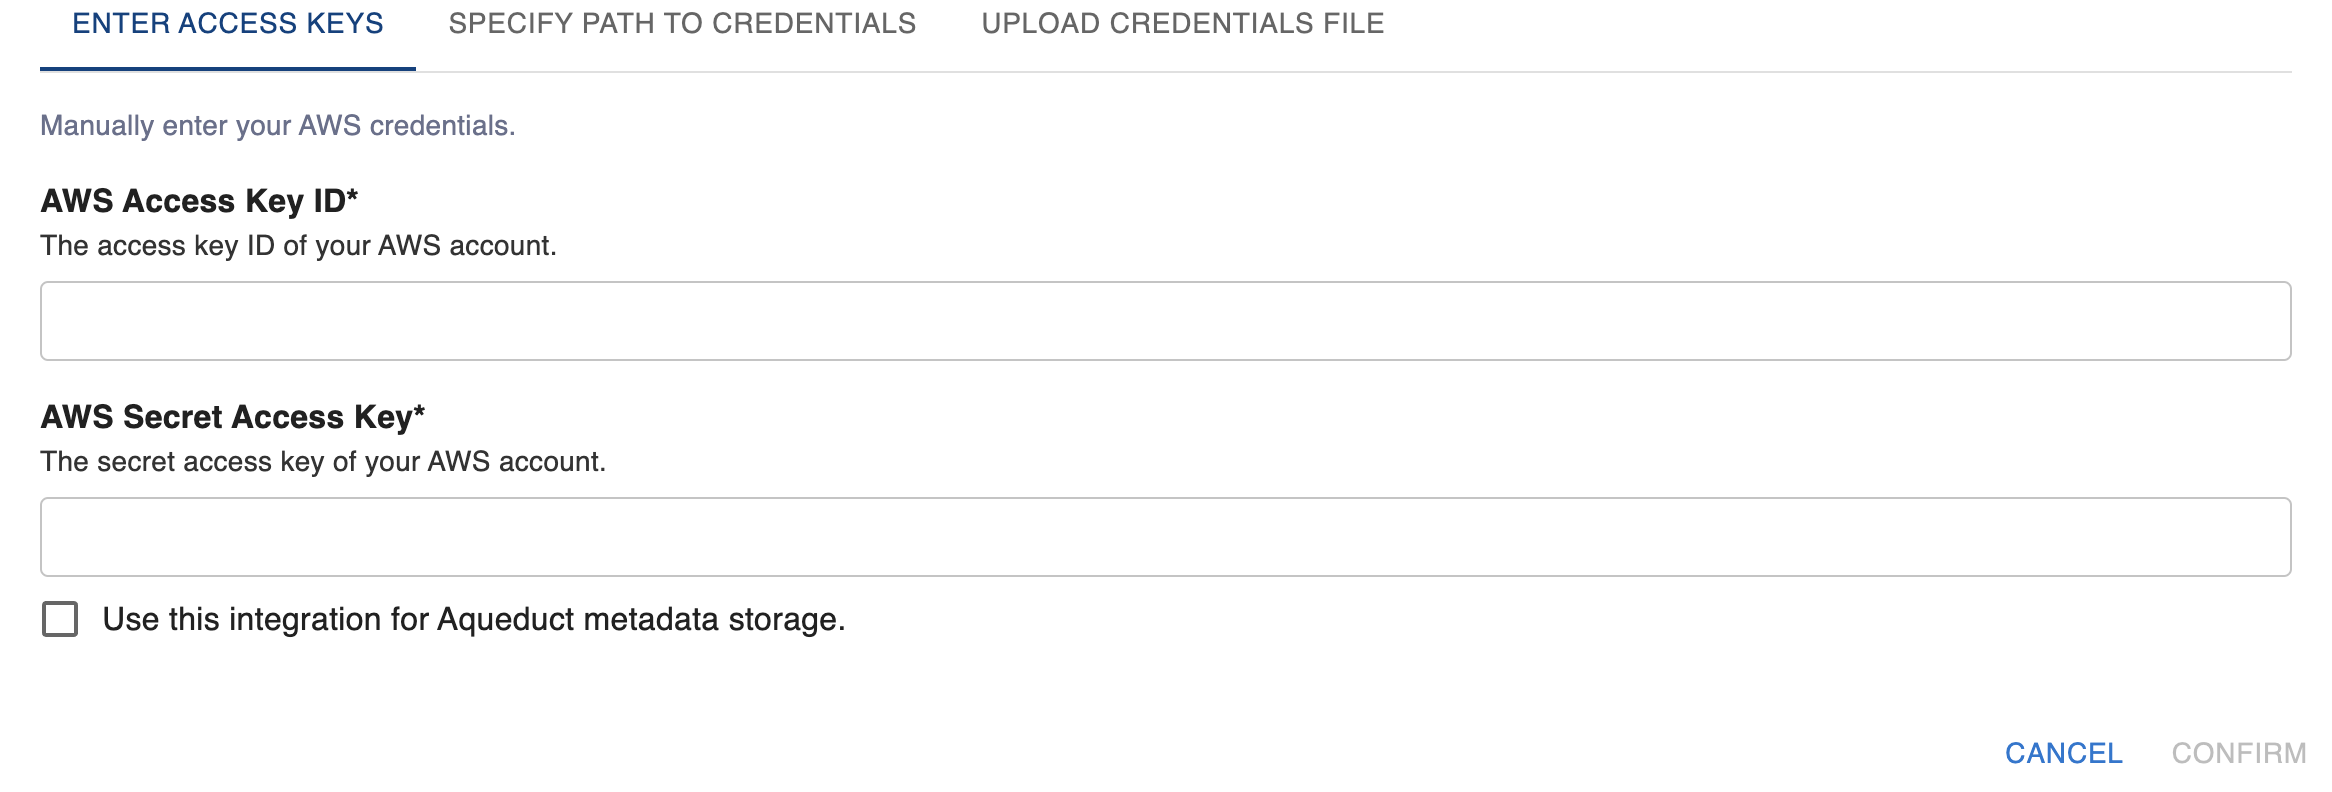 ENTER ACCESS KEYS SPECIFY PATH TO CREDENTIALS UPLOAD CREDENTIALS FILE
Manually enter your AWS credentials.
AWS Access Key ID*
The access key ID of your AWS account.
AWS Secret Access Key*
The secret access key of your AWS account.
Use this integration for Aqueduct metadata storage.
CANCEL CONFIRM